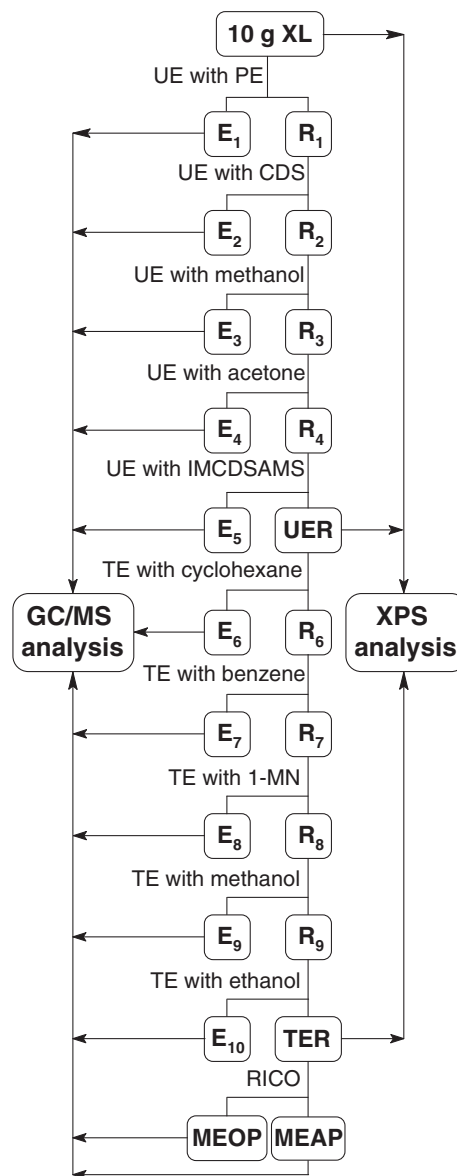 10 g XL
UE with PE
E₁ R₁
UE with CDS
E₂ R₂
UE with methanol
E₃ R₃
UE with acetone
E₄ R₄
UE with IMCDSAMS
E₅ UER
TE with cyclohexane
GC/MS
analysis
E₆ R₆
XPS
analysis
TE with benzene
E₇ R₇
TE with 1-MN
E₈ R₈
TE with methanol
E₉ R₉
TE with ethanol
E₁₀ TER
RICO
MEOP MEAP